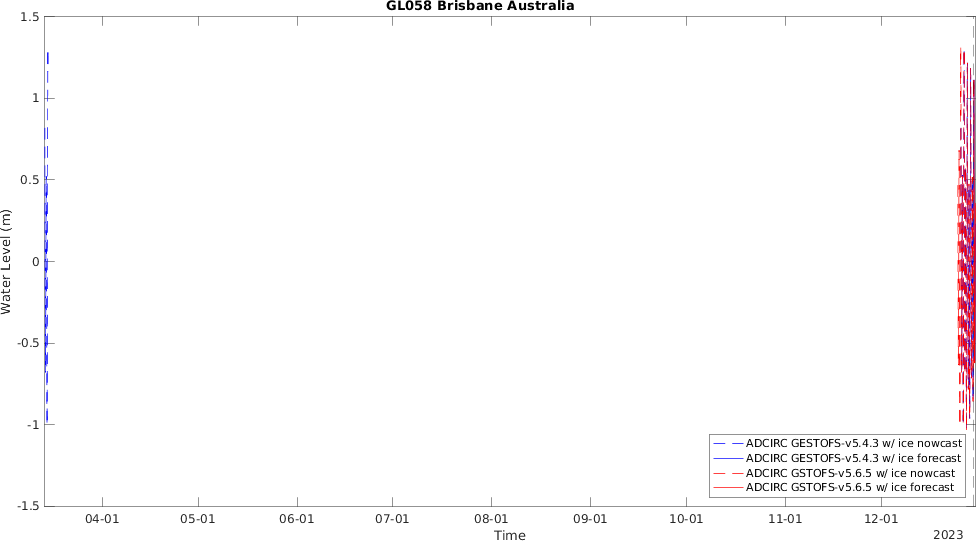 GL058 Brisbane Australia
1.5
1
0.5
0
-0.5
-1
-1.5
Water Level (m)
04-01 05-01 06-01 07-01 08-01 09-01 10-01 11-01 12-01
Time
2023
ADCIRC GESTOFS-v5.4.3 w/ ice nowcast
ADCIRC GESTOFS-v5.4.3 w/ ice forecast
ADCIRC GSTOFS-v5.6.5 w/ ice nowcast
ADCIRC GSTOFS-v5.6.5 w/ ice forecast